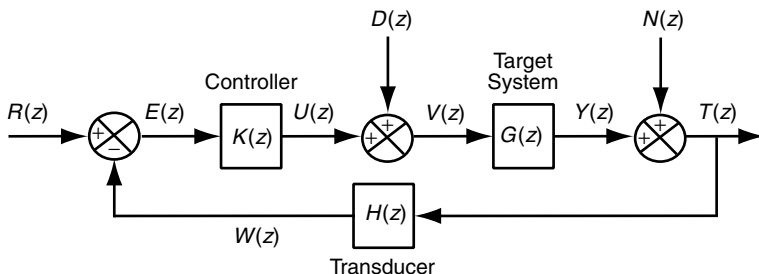 D(z)
N(z)
Controller
Target
System
R(z)
E(z)
U(z)
V(z)
Y(z)
T(z)
+
−
K(z)
+
+
G(z)
+
+
H(z)
W(z)
Transducer